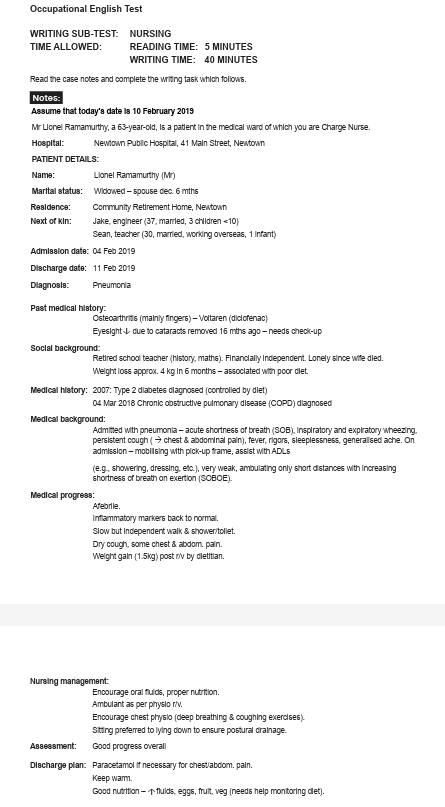 Occupational English Test
WRITING SUB-TEST: NURSING
TIME ALLOWED: READING TIME: 5 MINUTES
WRITING TIME: 40 MINUTES
Read the case notes and complete the writing task which follows.
Notes:
Assume that today's date is 10 February 2019
Mr Lionel Ramamurthy, a 63-year-old, is a patient in the medical ward of which you are Charge Nurse.
Hospital: Newtown Public Hospital, 41 Main Street, Newtown
PATIENT DETAILS:
Name: Lionel Ramamurthy (Mr)
Marital status: Widowed – spouse dec. 6 mths
Residence: Community Retirement Home, Newtown
Next of kin: Jake, engineer (37, married, 3 children <10)
Sean, teacher (30, married, working overseas, 1 infant)
Admission date: 04 Feb 2019
Discharge date: 11 Feb 2019
Diagnosis: Pneumonia
Past medical history:
Osteoarthritis (mainly fingers) – Voltaren (diclofenac)
Eyesight ↓ due to cataracts removed 16 mths ago – needs check-up
Social background:
Retired school teacher (history, maths). Financially independent. Lonely since wife died.
Weight loss approx. 4 kg in 6 months – associated with poor diet.
Medical history: 2007: Type 2 diabetes diagnosed (controlled by diet)
04 Mar 2018 Chronic obstructive pulmonary disease (COPD) diagnosed
Medical background:
Admitted with pneumonia – acute shortness of breath (SOB), inspiratory and expiratory wheezing,
persistent cough ( → chest & abdominal pain), fever, rigors, sleeplessness, generalised ache. On
admission – mobilising with pick-up frame, assist with ADLs
(e.g., showering, dressing, etc.), very weak, ambulating only short distances with increasing
shortness of breath on exertion (SOBOE).
Medical progress:
Afebrile.
Inflammatory markers back to normal.
Slow but independent walk & shower/toilet.
Dry cough, some chest & abdom. pain.
Weight gain (1.5kg) post r/v by dietitian.
Nursing management:
Encourage oral fluids, proper nutrition.
Ambulant as per physio r/v.
Encourage chest physio (deep breathing & coughing exercises).
Sitting preferred to lying down to ensure postural drainage.
Assessment: Good progress overall
Discharge plan: Paracetamol if necessary for chest/abdom. pain.
Keep warm.
Good nutrition – ↑fluids, eggs, fruit, veg (needs help monitoring diet).